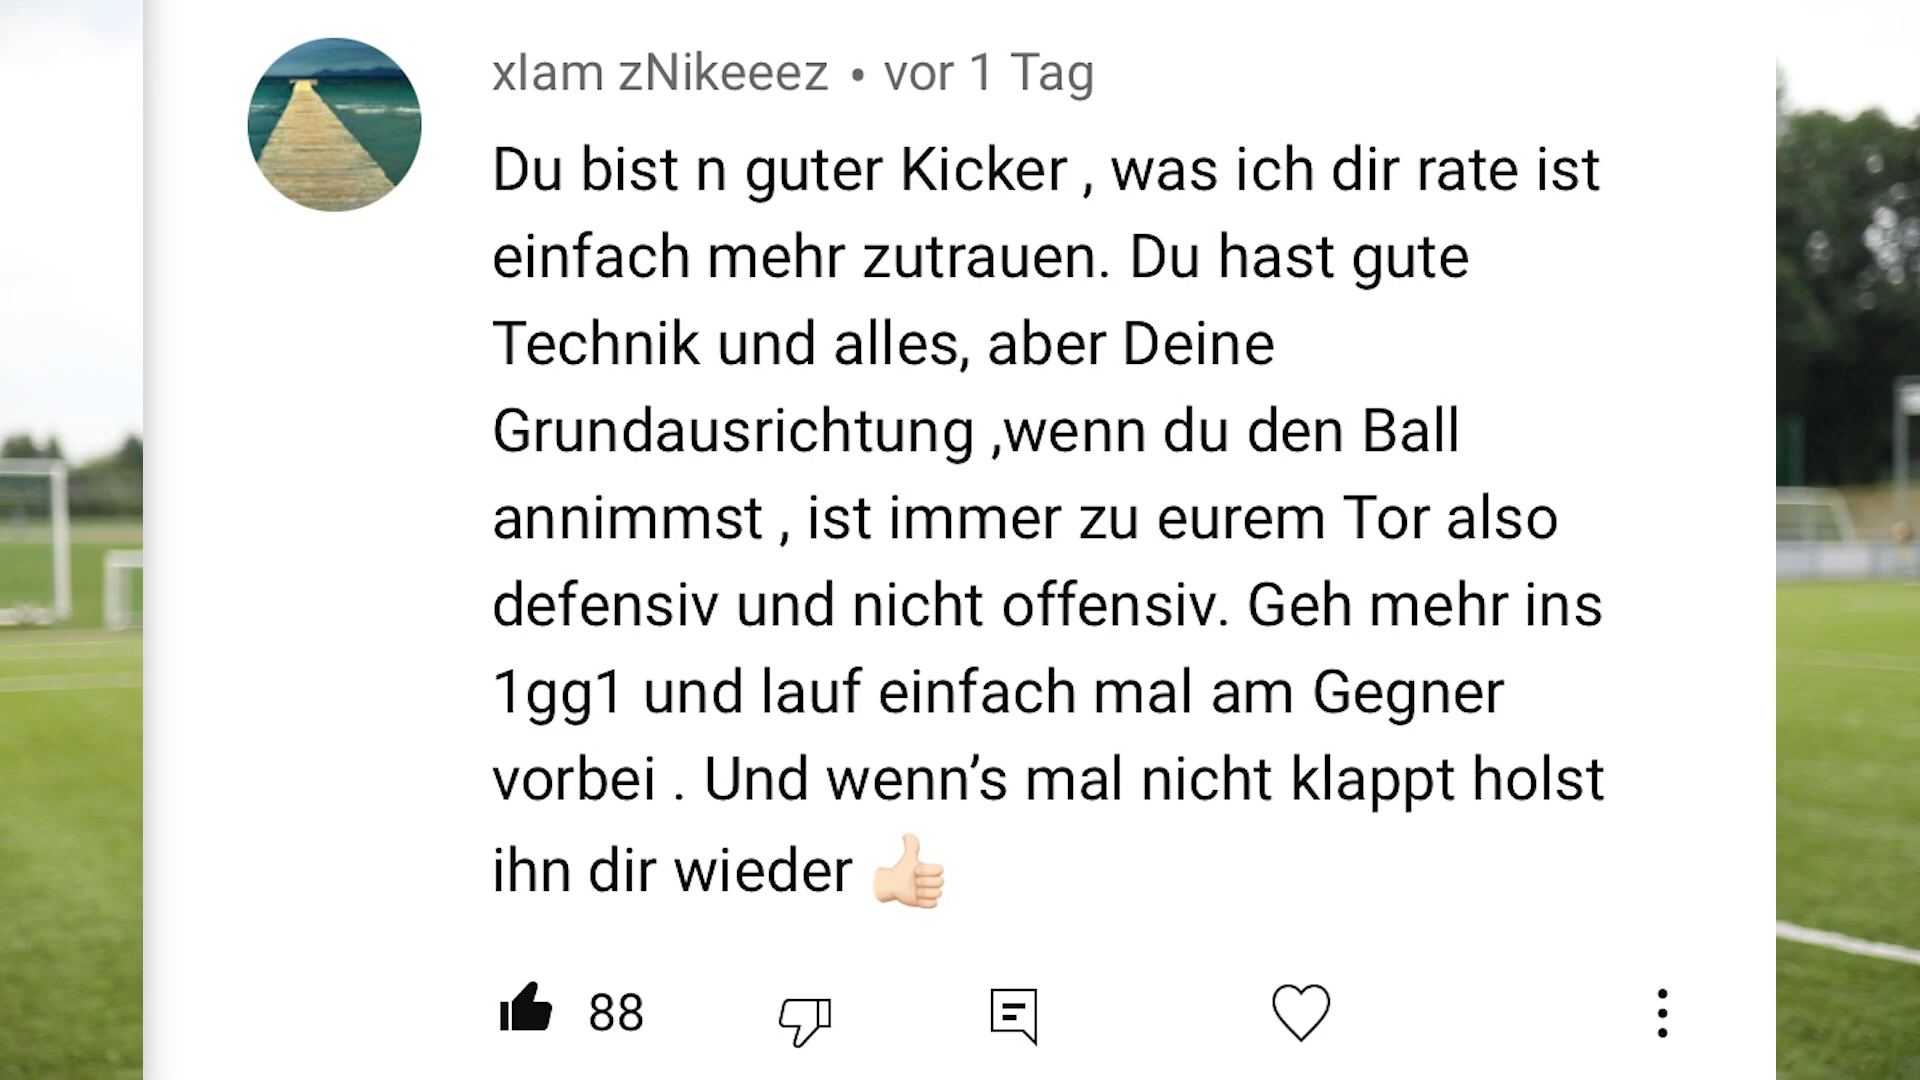 xIam zNikeeez • vor 1 Tag
Du bist n guter Kicker , was ich dir rate ist
einfach mehr zutrauen. Du hast gute
Technik und alles, aber Deine
Grundausrichtung ,wenn du den Ball
annimmst , ist immer zu eurem Tor also
defensiv und nicht offensiv. Geh mehr ins
1gg1 und lauf einfach mal am Gegner
vorbei . Und wenn’s mal nicht klappt holst
ihn dir wieder 👍🏻
88